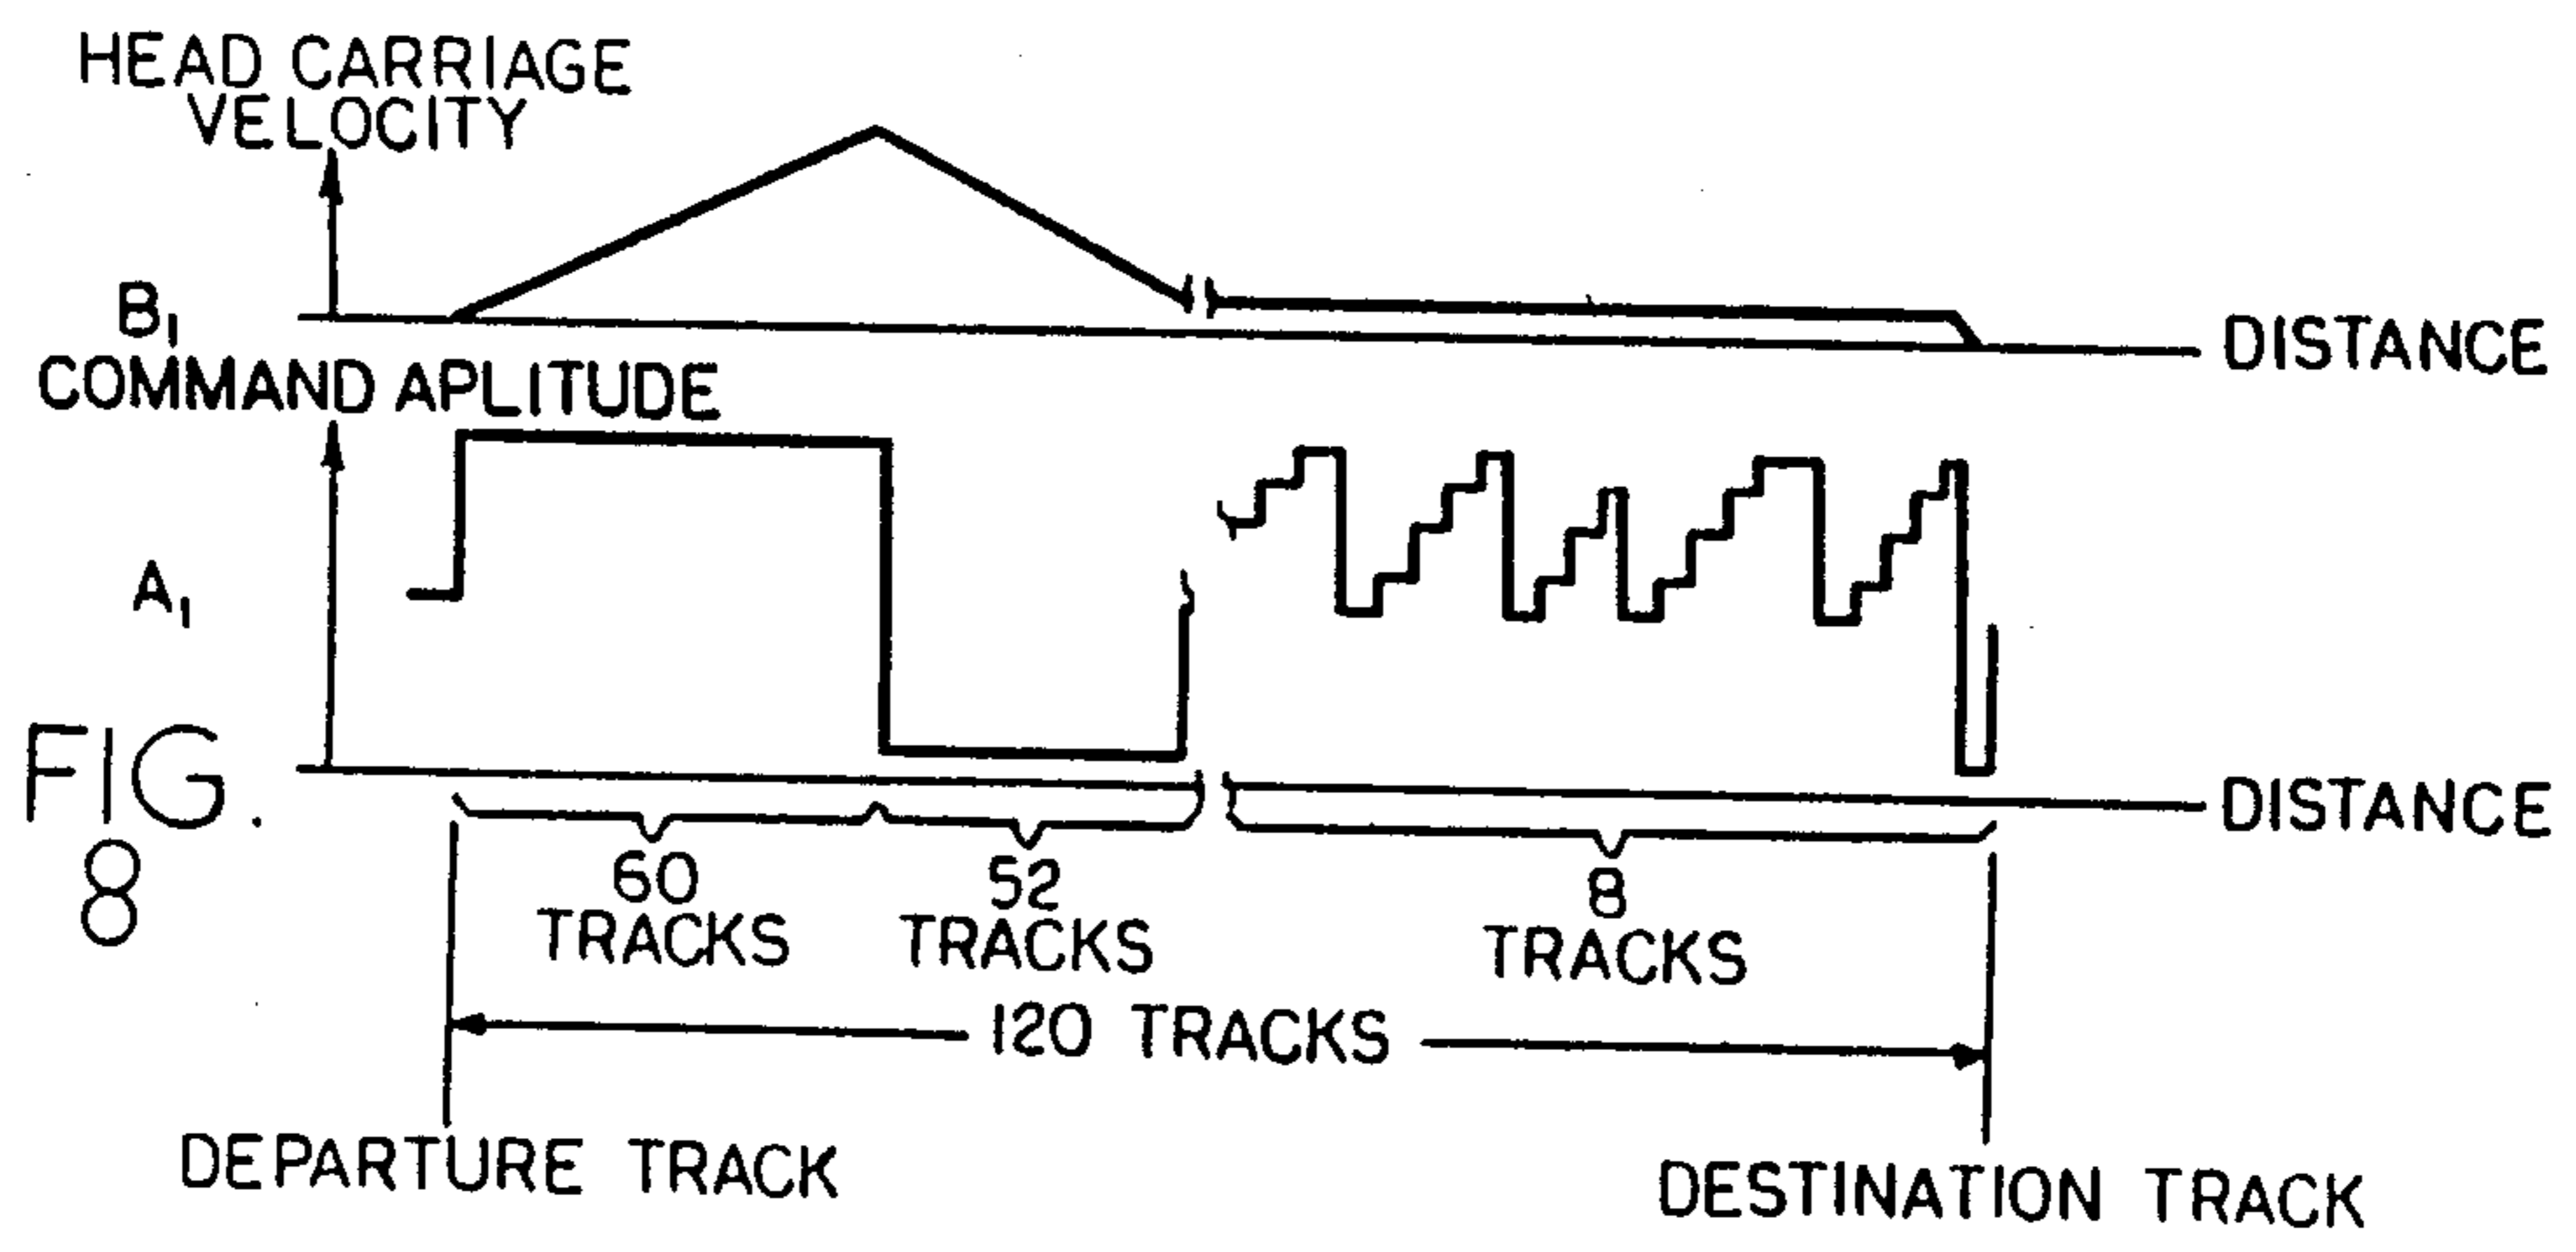 HEAD CARRIAGE
VELOCITY
B1
DISTANCE
COMMAND APLITUDE
A1
DISTANCE
FIG.
8
60
TRACKS
52
TRACKS
8
TRACKS
120 TRACKS
DEPARTURE TRACK
DESTINATION TRACK